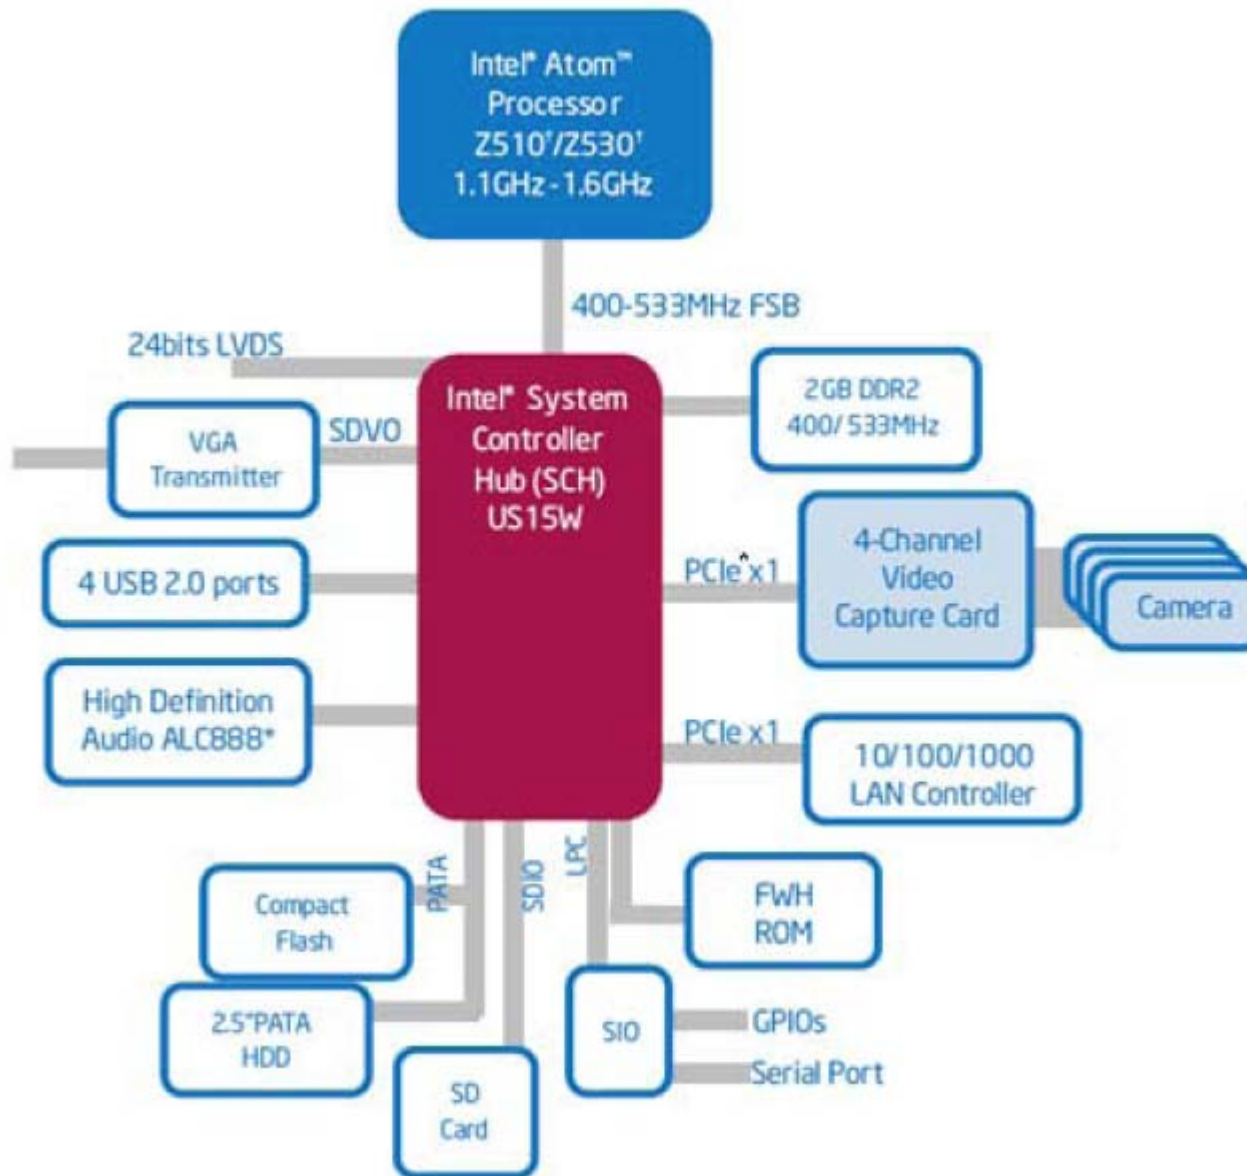 Intel® Atom™
Processor
Z510†/Z530†
1.1GHz - 1.6GHz
400-533MHz FSB
24bits LVDS
Intel® System
Controller
Hub (SCH)
US15W
2GB DDR2
400/533MHz
VGA
Transmitter
SDVO
4-Channel
Video
Capture Card
PCIe^x1
Camera
4 USB 2.0 ports
High Definition
Audio ALC888*
PCIe x1
10/100/1000
LAN Controller
PATA
SDIO
LPC
Compact
Flash
FWH
ROM
2.5"PATA
HDD
SIO
GPIOs
Serial Port
SD
Card